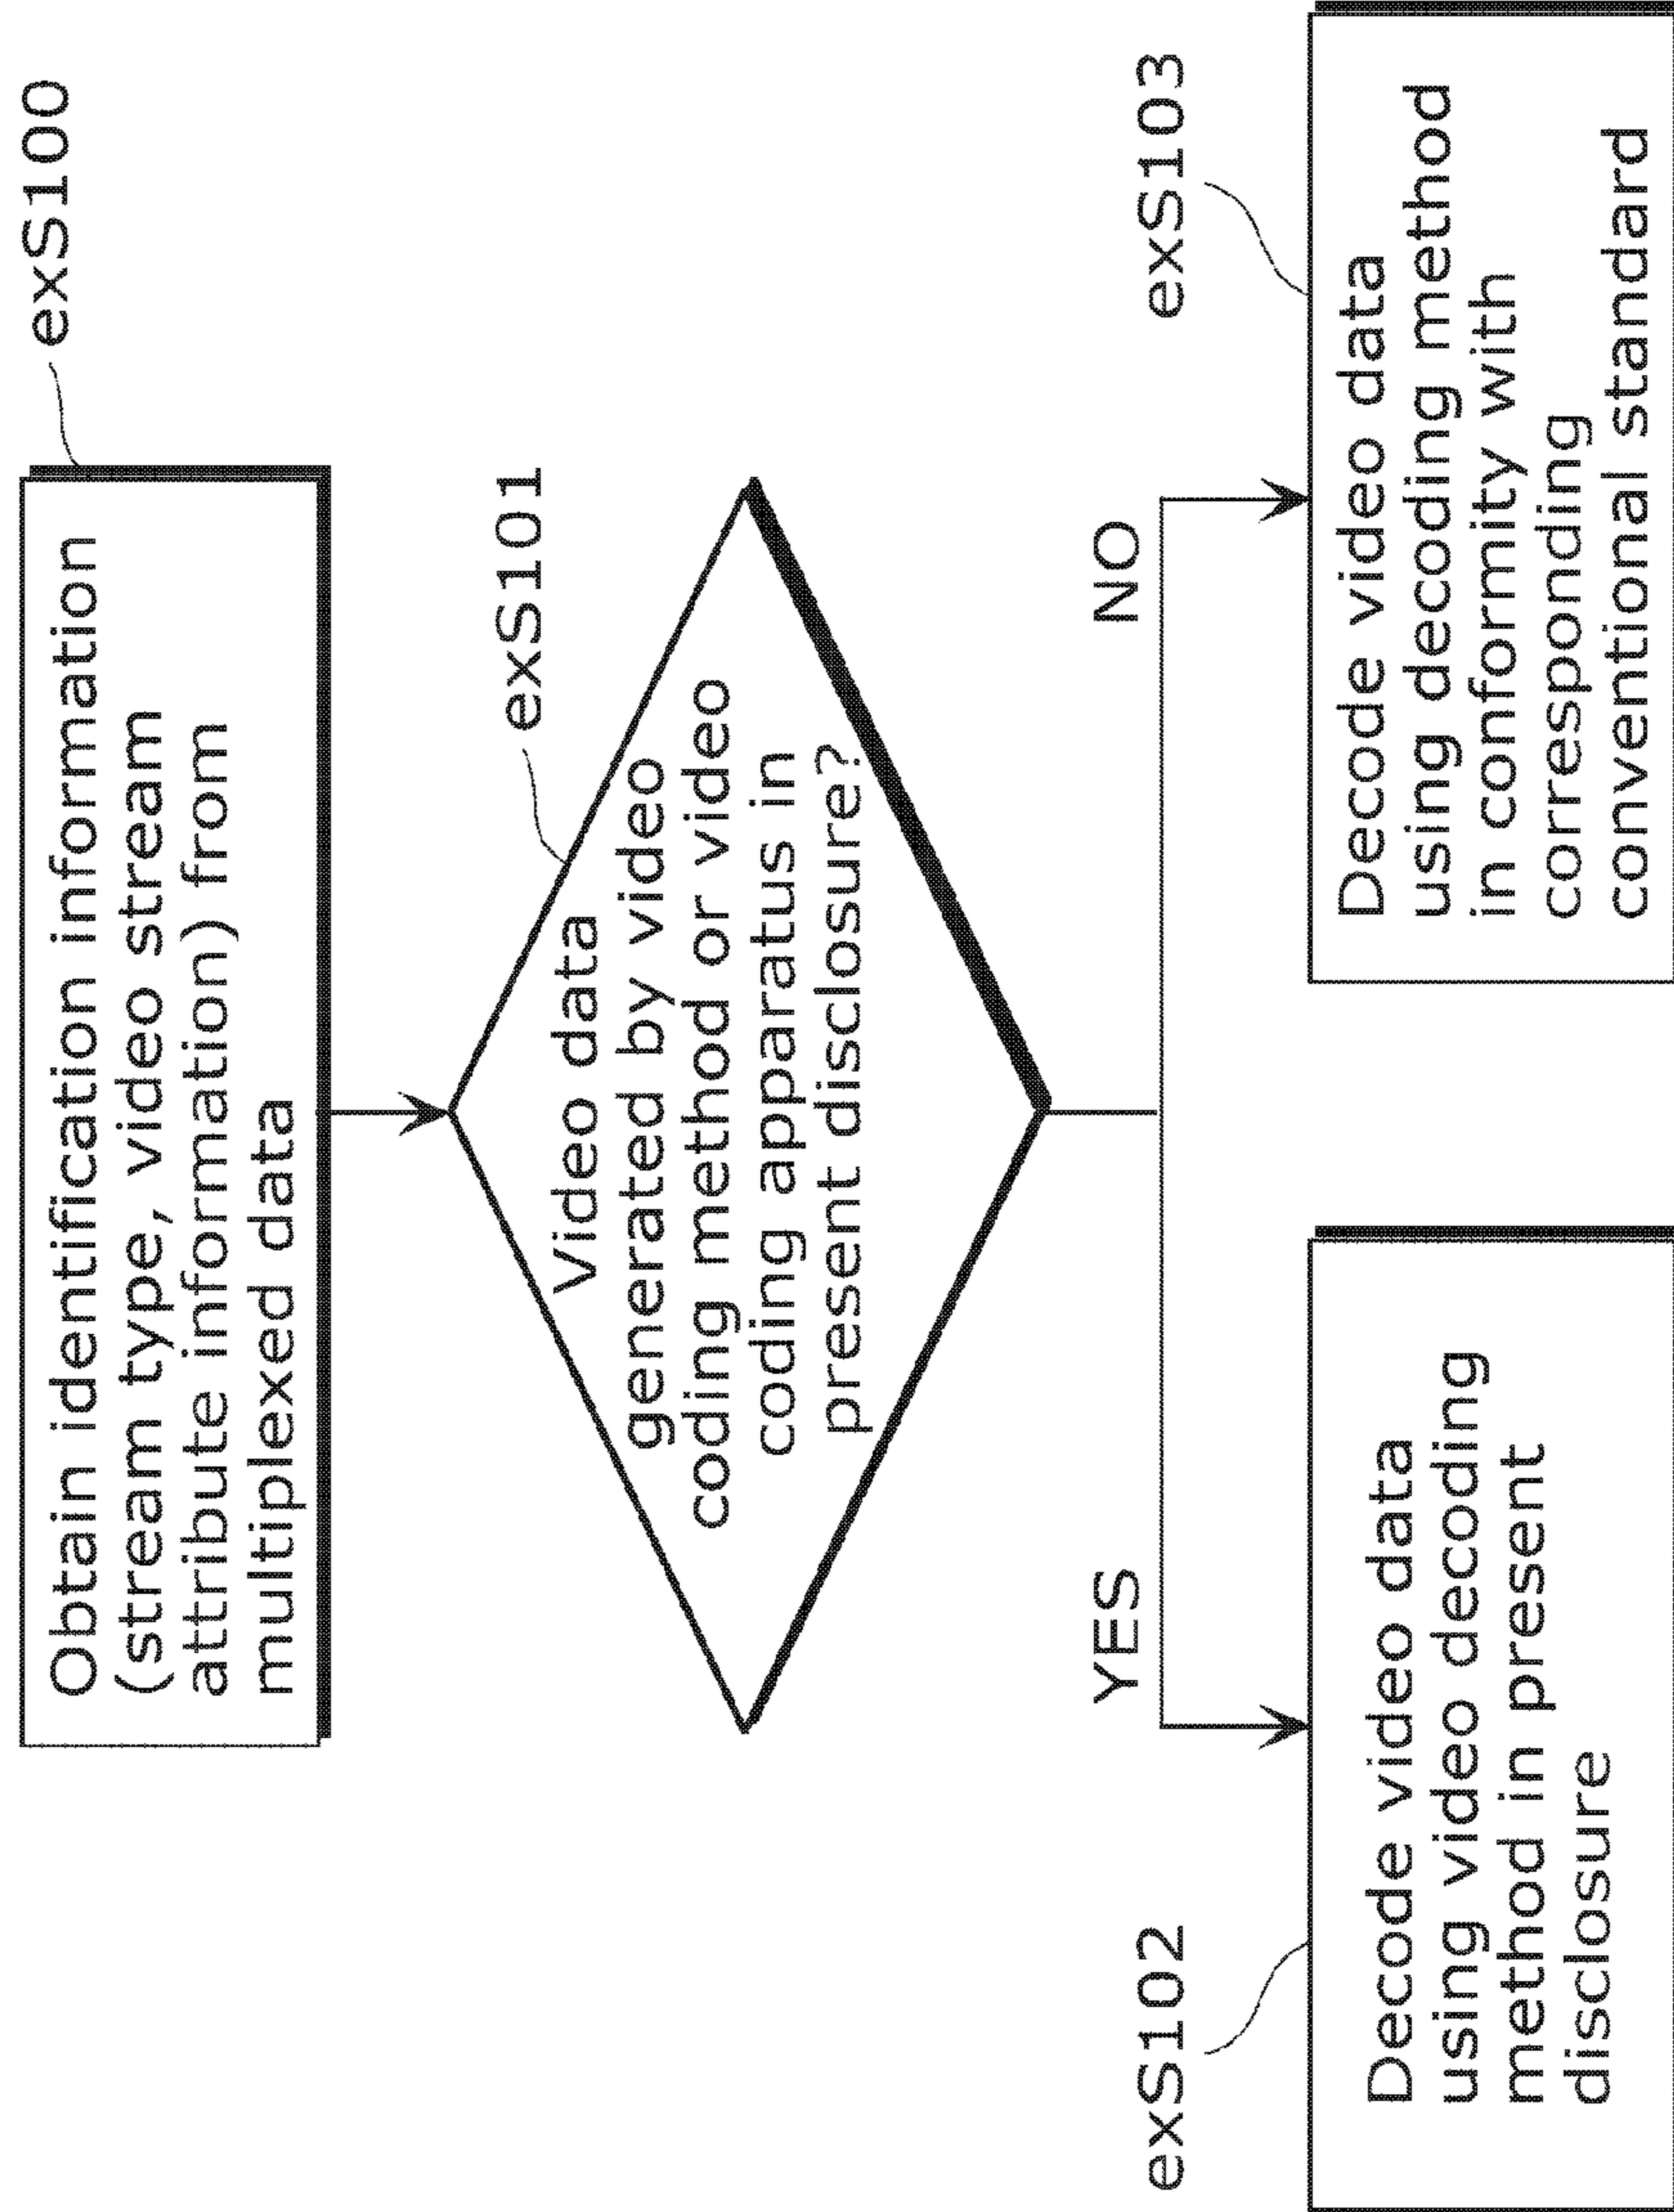 exS100
Obtain identification information
(stream type, video stream
attribute information) from
multiplexed data
exS101
Video data
generated by video
coding method or video
coding apparatus in
present disclosure?
YES
NO
exS102
Decode video data
using video decoding
method in present
disclosure
exS103
Decode video data
using decoding method
in conformity with
corresponding
conventional standard